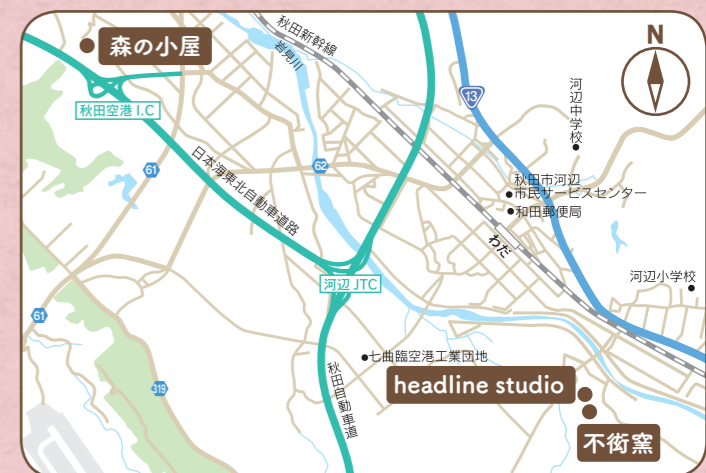 森の小屋
秋田新幹線
岩見川
N
13
秋田空港 I.C
河辺中学校
日本海東北自動車道路
62
61
秋田市河辺
市民サービスセンター
和田郵便局
わだ
河辺 JTC
河辺小学校
61
七曲臨空港工業団地
319
秋田自動車道
headline studio
不衒窯